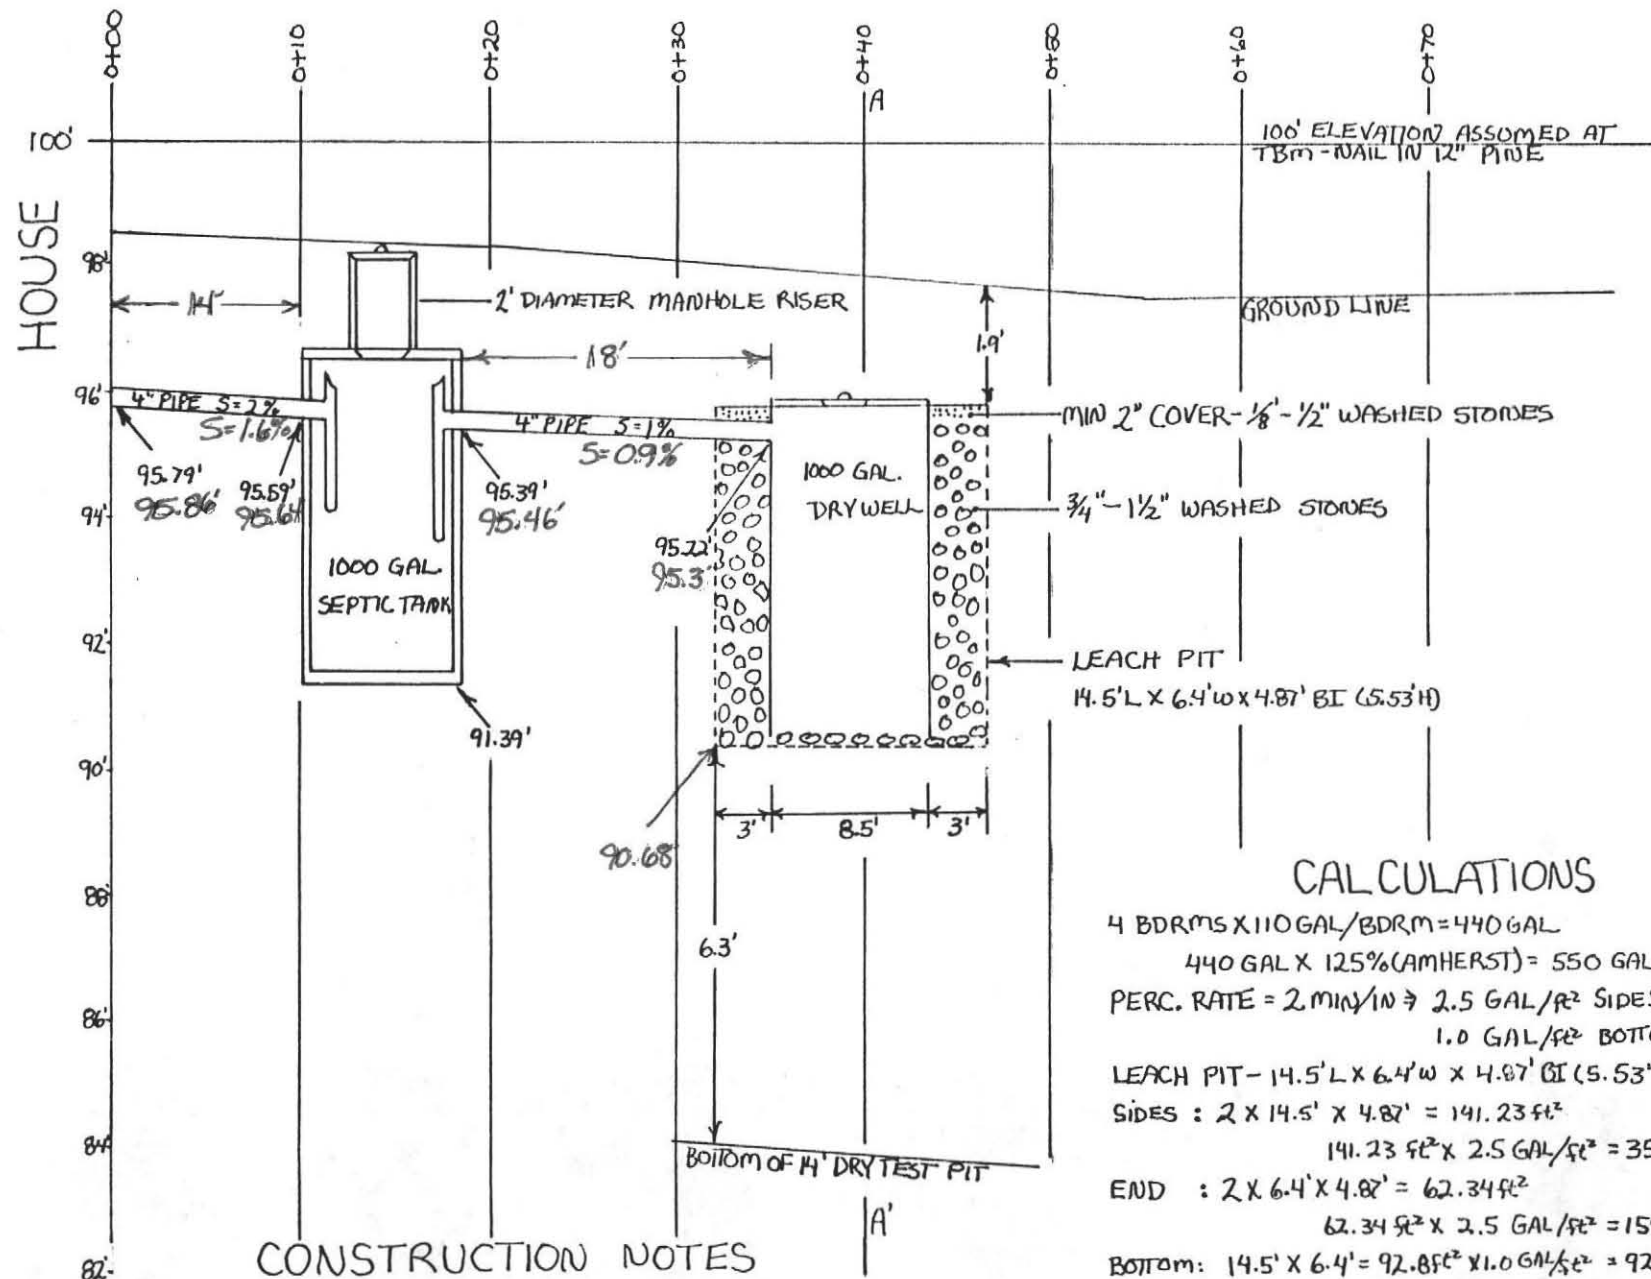 0+00
0+10
0+20
0+30
0+40
0+80
0+60
0+70
A
100'
100' ELEVATION ASSUMED AT
TBM - NAIL IN 12" PINE
HOUSE
98'
14'
2' DIAMETER MANHOLE RISER
GROUND LINE
18'
1.9'
96'
4" PIPE S=2%
S=1.6%
4" PIPE S=1%
S=0.9%
MIN 2" COVER - 1/8" - 1/2" WASHED STONES
95.79'
95.86'
95.59'
95.64
95.39'
95.46'
1000 GAL.
DRYWELL
3/4" - 1 1/2" WASHED STONES
94'
95.22'
95.3'
1000 GAL.
SEPTIC TANK
92'
LEACH PIT
14.5'L X 6.4'W X 4.87' BI (5.53'H)
91.39'
90'
3'
8.5'
3'
90.68
88'
CALCULATIONS
4 BDRMS X 110 GAL/BDRM = 440 GAL
440 GAL X 125% (AMHERST) = 550 GAL
6.3'
PERC. RATE = 2 MIN/IN → 2.5 GAL/ft² SIDES
86'
1.0 GAL/ft² BOTTO
LEACH PIT - 14.5'L X 6.4'W X 4.87' BI (5.53'
SIDES : 2 X 14.5' X 4.87' = 141.23 ft²
84'
141.23 ft² X 2.5 GAL/ft² = 35
BOTTOM OF 14' DRY TEST PIT
END : 2 X 6.4' X 4.87' = 62.34 ft²
A'
62.34 ft² X 2.5 GAL/ft² = 15
82'
CONSTRUCTION NOTES
BOTTOM: 14.5' X 6.4' = 92.8 ft² X 1.0 GAL/ft² = 92